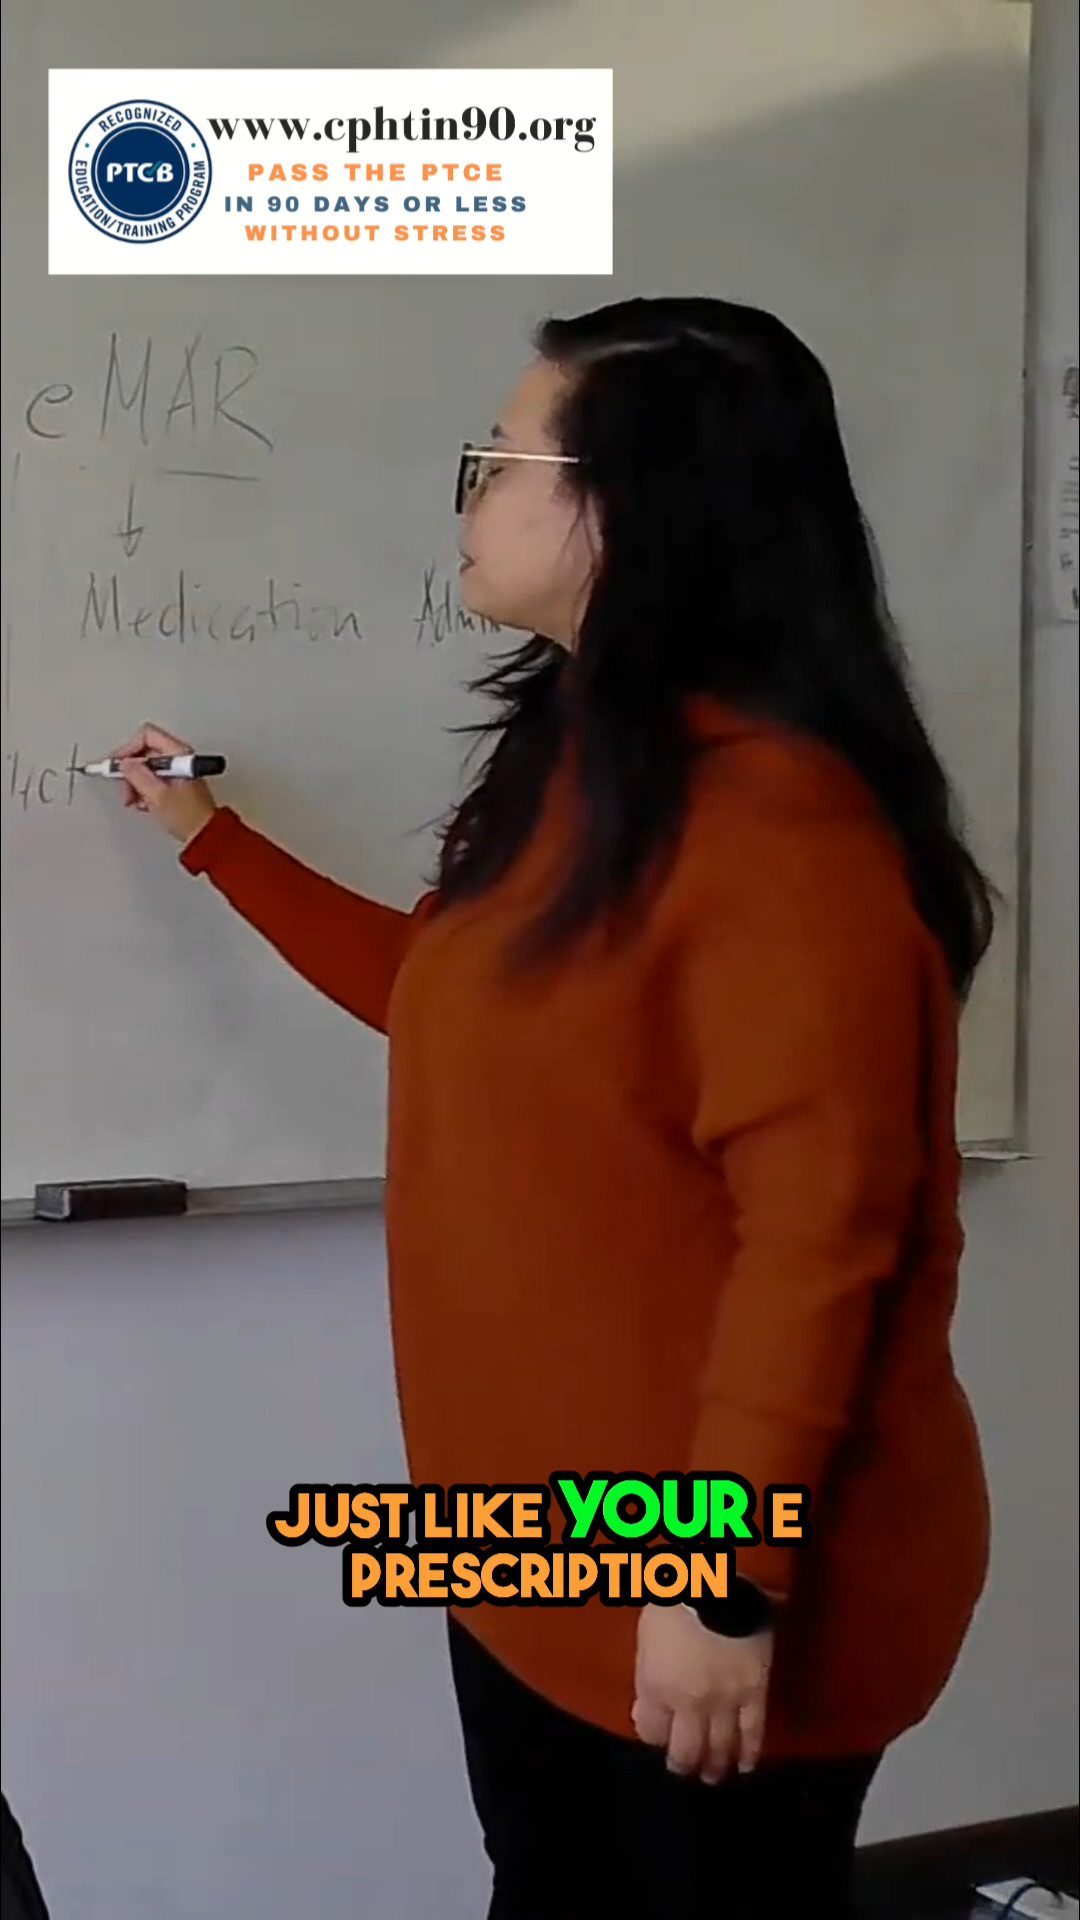 RECOGNIZED
PTCB
EDUCATION/TRAINING PROGRAM
www.cphtin90.org
PASS THE PTCE
IN 90 DAYS OR LESS
WITHOUT STRESS
eMAR
Medication
JUST LIKE YOUR E
PRESCRIPTION